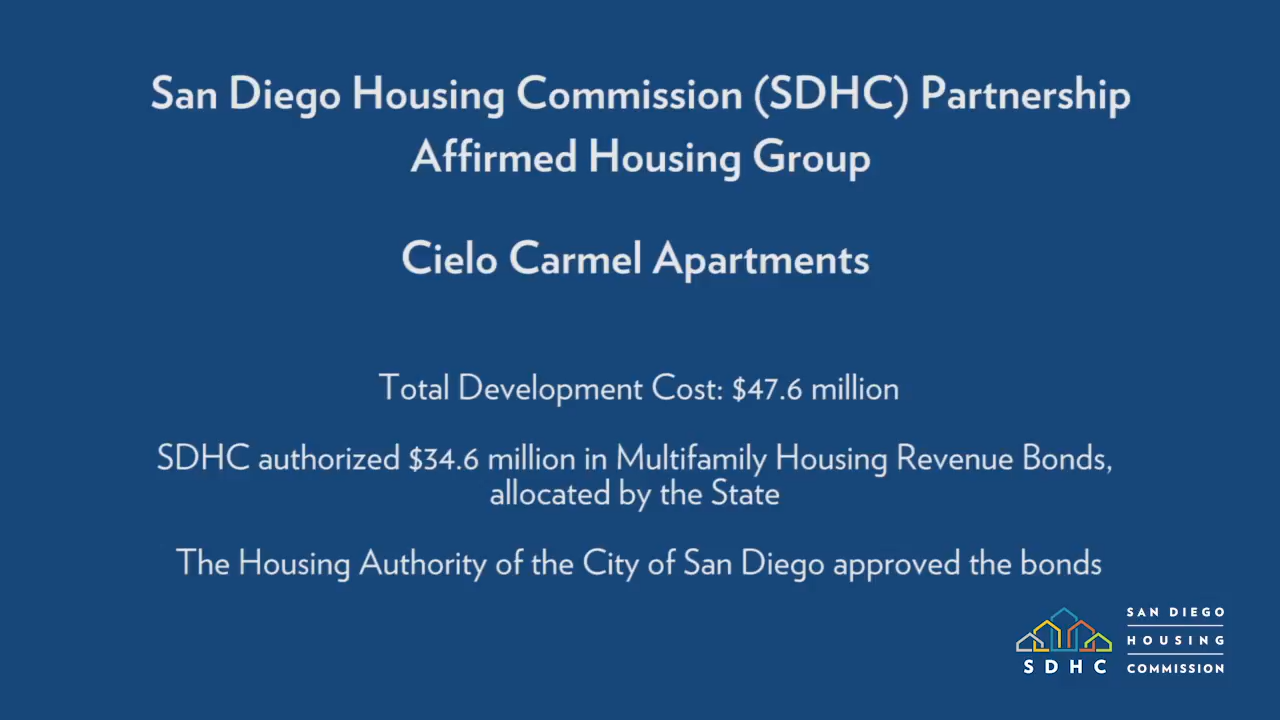 San Diego Housing Commission (SDHC) Partnership
Affirmed Housing Group
Cielo Carmel Apartments
Total Development Cost: $47.6 million
SDHC authorized $34.6 million in Multifamily Housing Revenue Bonds,
allocated by the State
The Housing Authority of the City of San Diego approved the bonds
SDHC
SAN DIEGO
HOUSING
COMMISSION